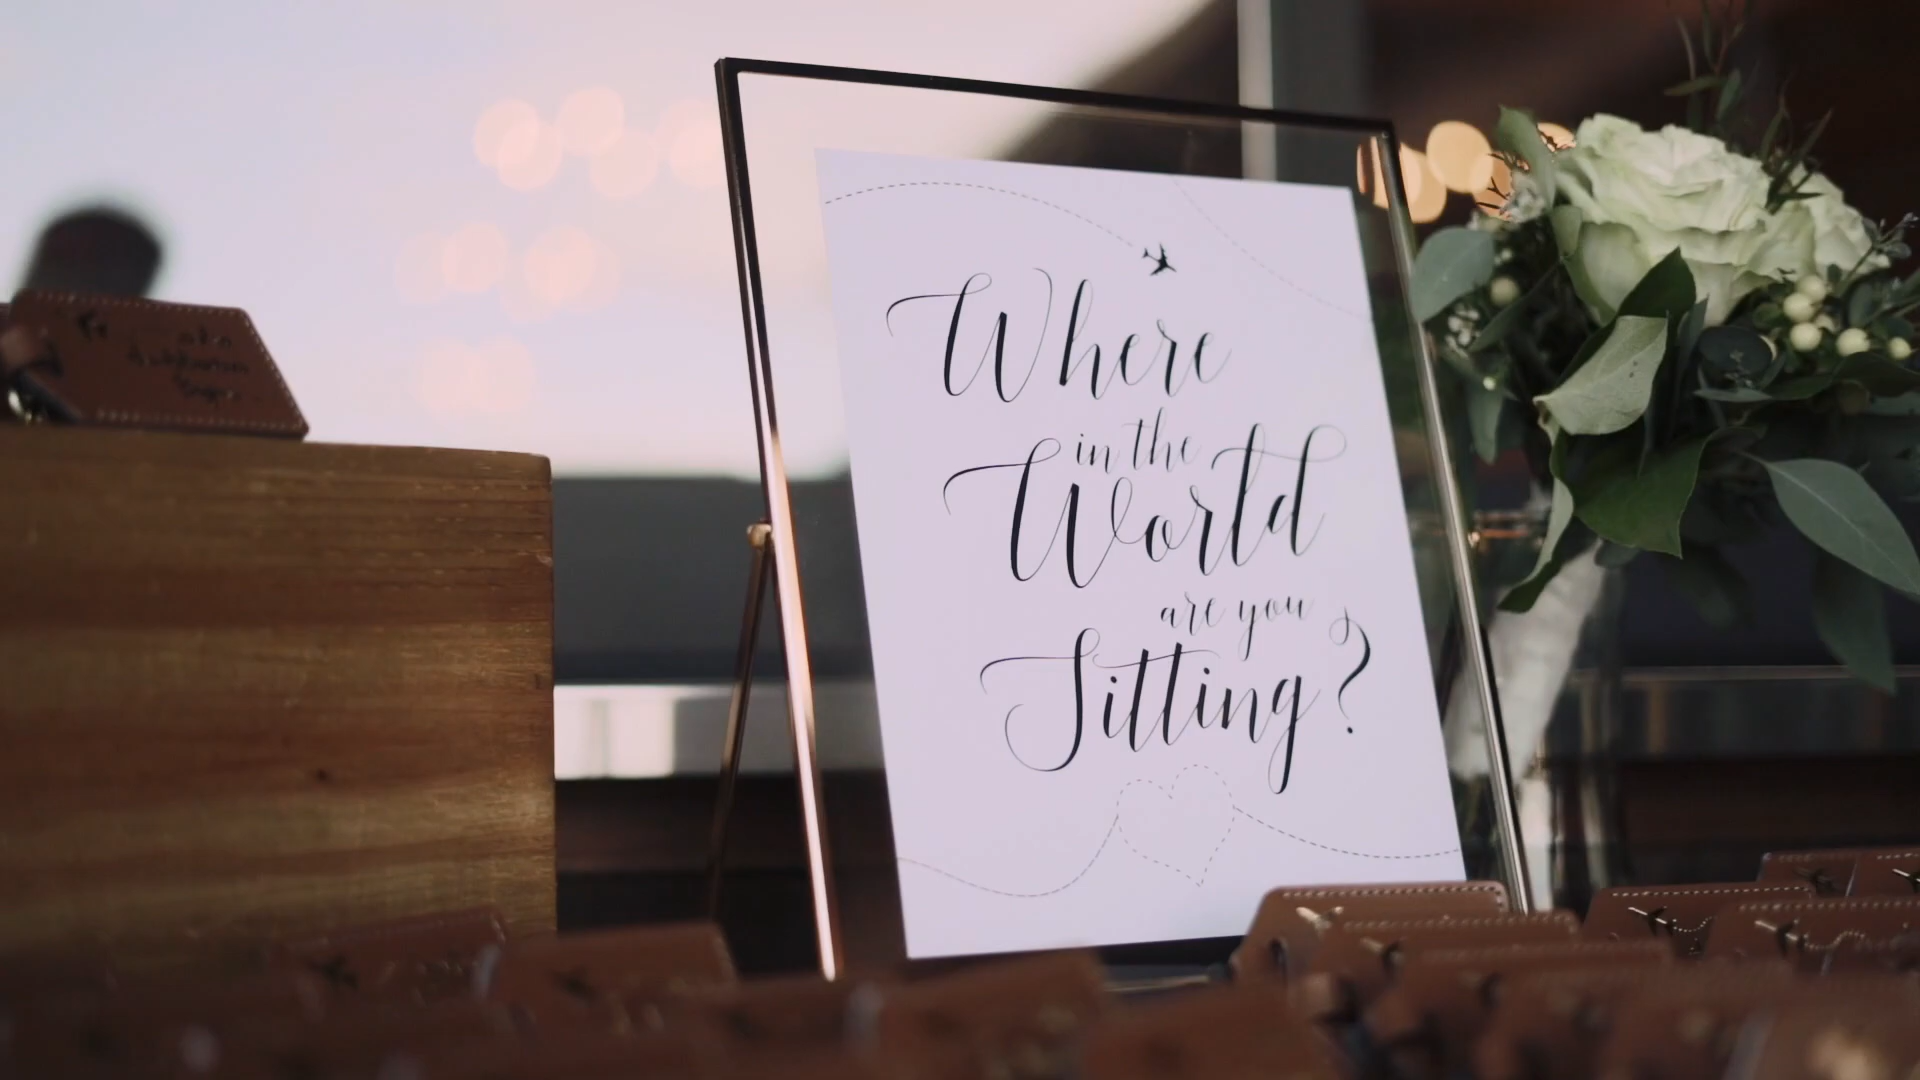 Where
in the
World
are you
Sitting?